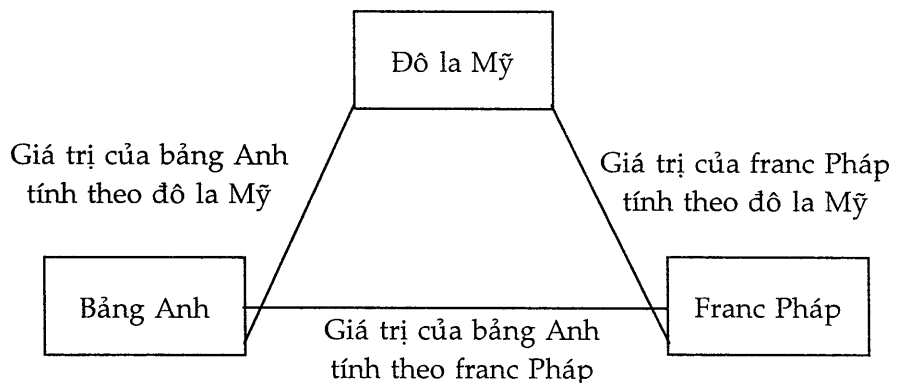 Đô la Mỹ
Giá trị của bảng Anh
tính theo đô la Mỹ
Giá trị của franc Pháp
tính theo đô la Mỹ
Bảng Anh
Franc Pháp
Giá trị của bảng Anh
tính theo franc Pháp